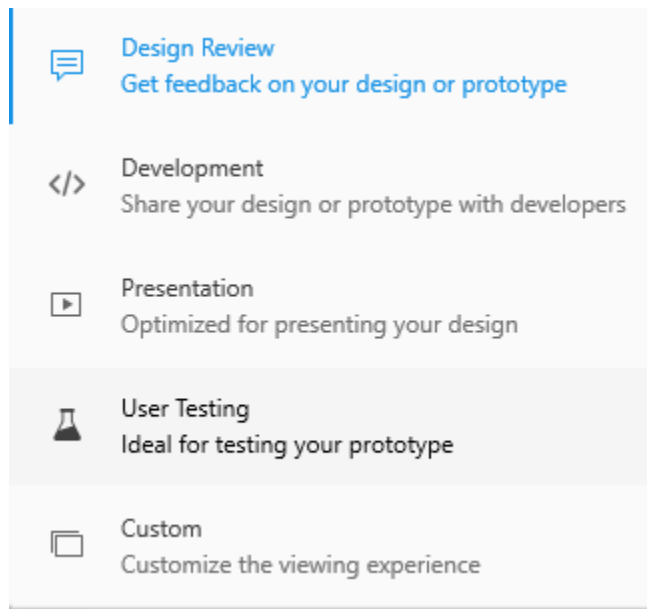 Design Review
Get feedback on your design or prototype
Development
Share your design or prototype with developers
Presentation
Optimized for presenting your design
User Testing
Ideal for testing your prototype
Custom
Customize the viewing experience